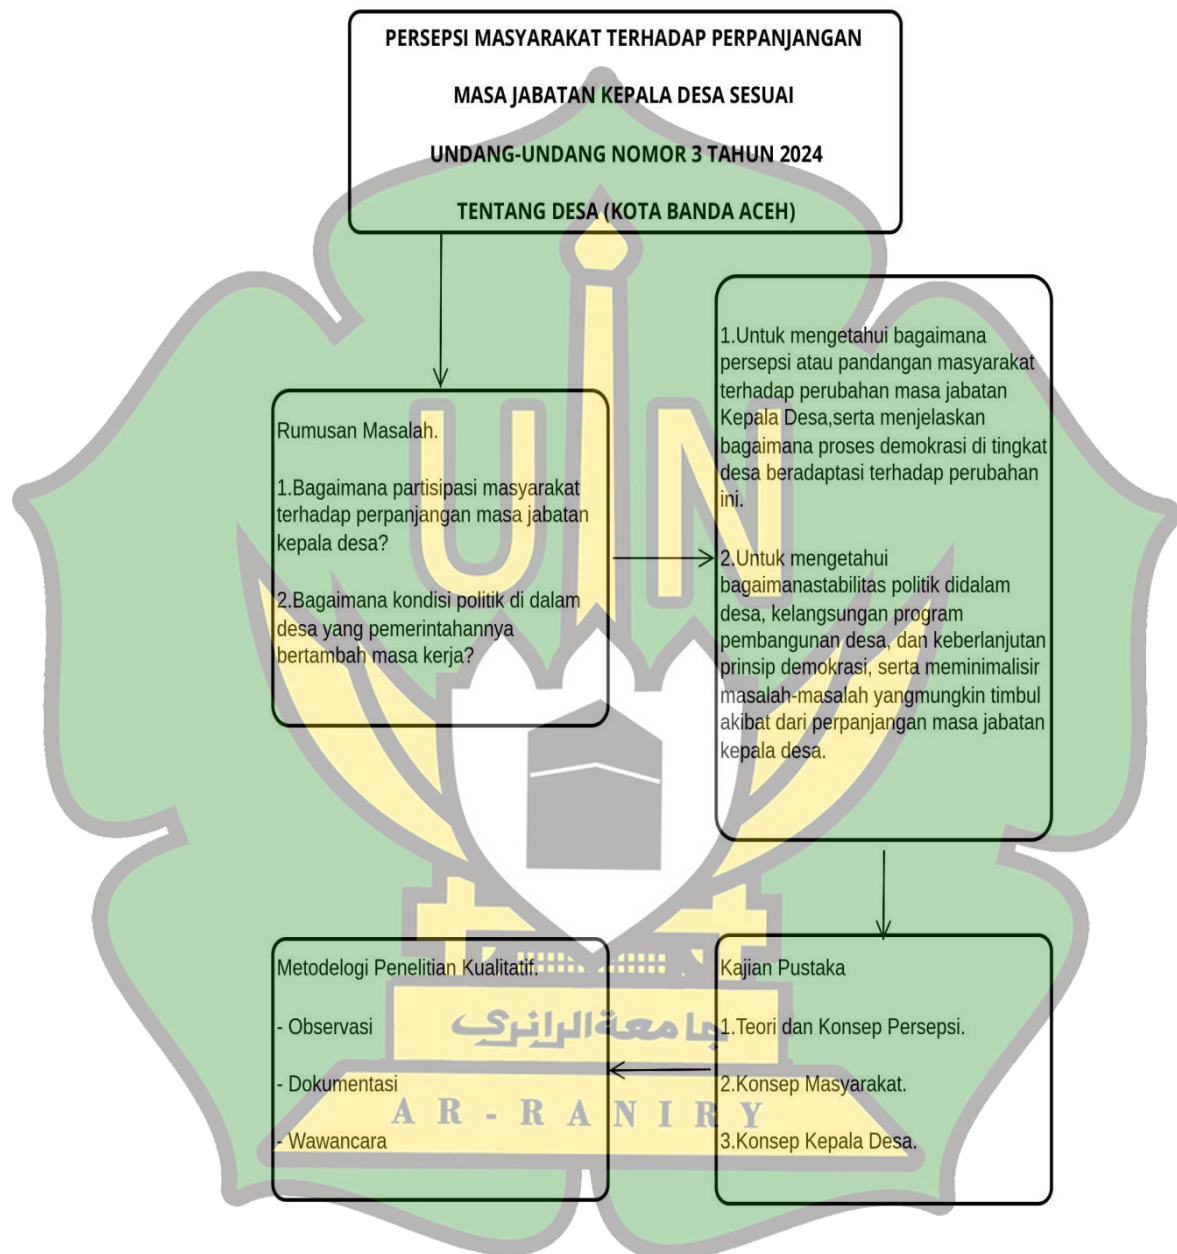 PERSEPSI MASYARAKAT TERHADAP PERPANJANGAN
MASA JABATAN KEPALA DESA SESUAI
UNDANG-UNDANG NOMOR 3 TAHUN 2024
TENTANG DESA (KOTA BANDA ACEH)
Rumusan Masalah.
1.Bagaimana partisipasi masyarakat
terhadap perpanjangan masa jabatan
kepala desa?
2.Bagaimana kondisi politik di dalam
desa yang pemerintahannya
bertambah masa kerja?
1.Untuk mengetahui bagaimana
persepsi atau pandangan masyarakat
terhadap perubahan masa jabatan
Kepala Desa,serta menjelaskan
bagaimana proses demokrasi di tingkat
desa beradaptasi terhadap perubahan
ini.
2.Untuk mengetahui
bagaimanastabilitas politik didalam
desa, kelangsungan program
pembangunan desa, dan keberlanjutan
prinsip demokrasi, serta meminimalisir
masalah-masalah yangmungkin timbul
akibat dari perpanjangan masa jabatan
kepala desa.
Kajian Pustaka
1.Teori dan Konsep Persepsi.
2.Konsep Masyarakat.
3.Konsep Kepala Desa.
Metodelogi Penelitian Kualitatif.
- Observasi
- Dokumentasi
- Wawancara
UIN
جامعة الرانري
AR-RANIRY